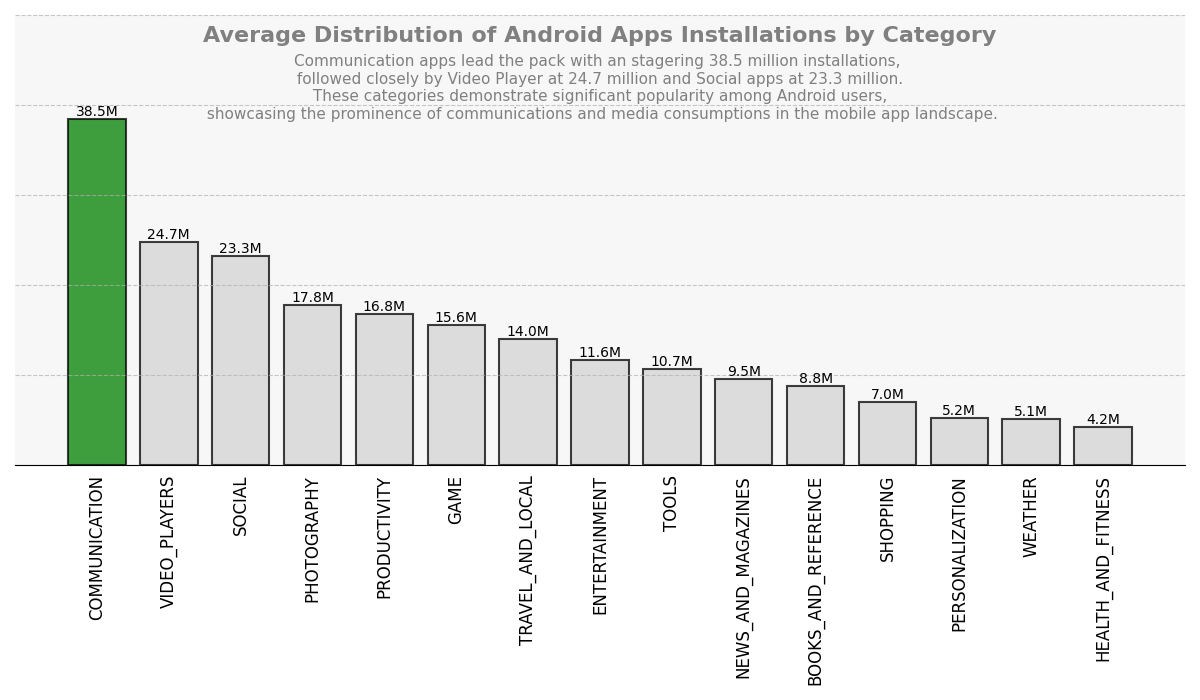 Average Distribution of Android Apps Installations by Category
Communication apps lead the pack with an stagering 38.5 million installations,
followed closely by Video Player at 24.7 million and Social apps at 23.3 million.
These categories demonstrate significant popularity among Android users,
showcasing the prominence of communications and media consumptions in the mobile app landscape.
38.5M
24.7M
23.3M
17.8M
16.8M
15.6M
14.0M
11.6M
10.7M
9.5M
8.8M
7.0M
5.2M
5.1M
4.2M
COMMUNICATION
VIDEO_PLAYERS
SOCIAL
PHOTOGRAPHY
PRODUCTIVITY
GAME
TRAVEL_AND_LOCAL
ENTERTAINMENT
TOOLS
NEWS_AND_MAGAZINES
BOOKS_AND_REFERENCE
SHOPPING
PERSONALIZATION
WEATHER
HEALTH_AND_FITNESS